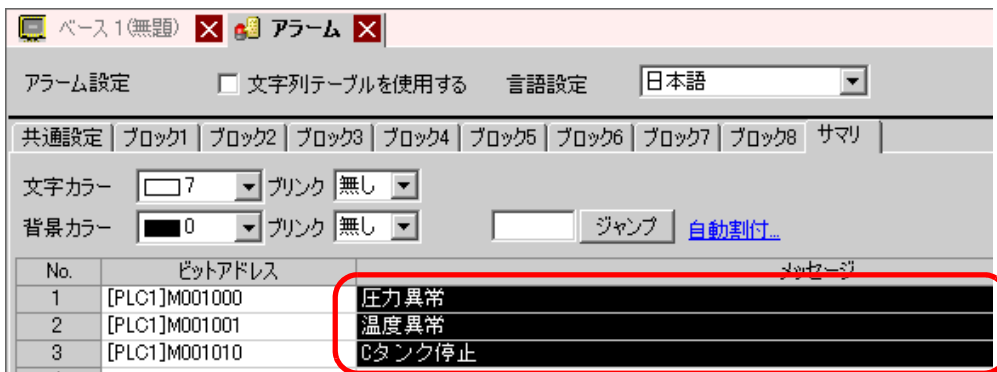 ベース1(無題) アラーム
アラーム設定 文字列テーブルを使用する 言語設定 日本語
共通設定 ブロック1 ブロック2 ブロック3 ブロック4 ブロック5 ブロック6 ブロック7 ブロック8 サマリ
文字カラー 7 ブリンク 無し
背景カラー 0 ブリンク 無し ジャンプ 自動割付...
No. ビットアドレス メッセージ
1 [PLC1]M001000 圧力異常
2 [PLC1]M001001 温度異常
3 [PLC1]M001010 Cタンク停止